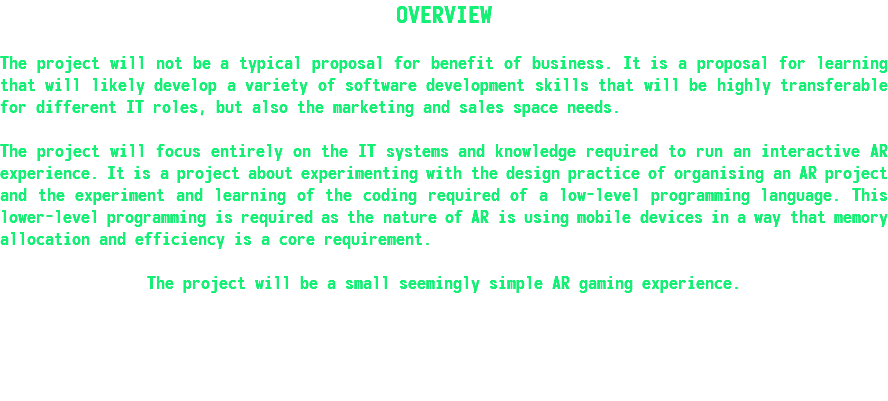 OVERVIEW
The project will not be a typical proposal for benefit of business. It is a proposal for learning
that will likely develop a variety of software development skills that will be highly transferable
for different IT roles, but also the marketing and sales space needs.
The project will focus entirely on the IT systems and knowledge required to run an interactive AR
experience. It is a project about experimenting with the design practice of organising an AR project
and the experiment and learning of the coding required of a low-level programming language. This
lower-level programming is required as the nature of AR is using mobile devices in a way that memory
allocation and efficiency is a core requirement.
The project will be a small seemingly simple AR gaming experience.